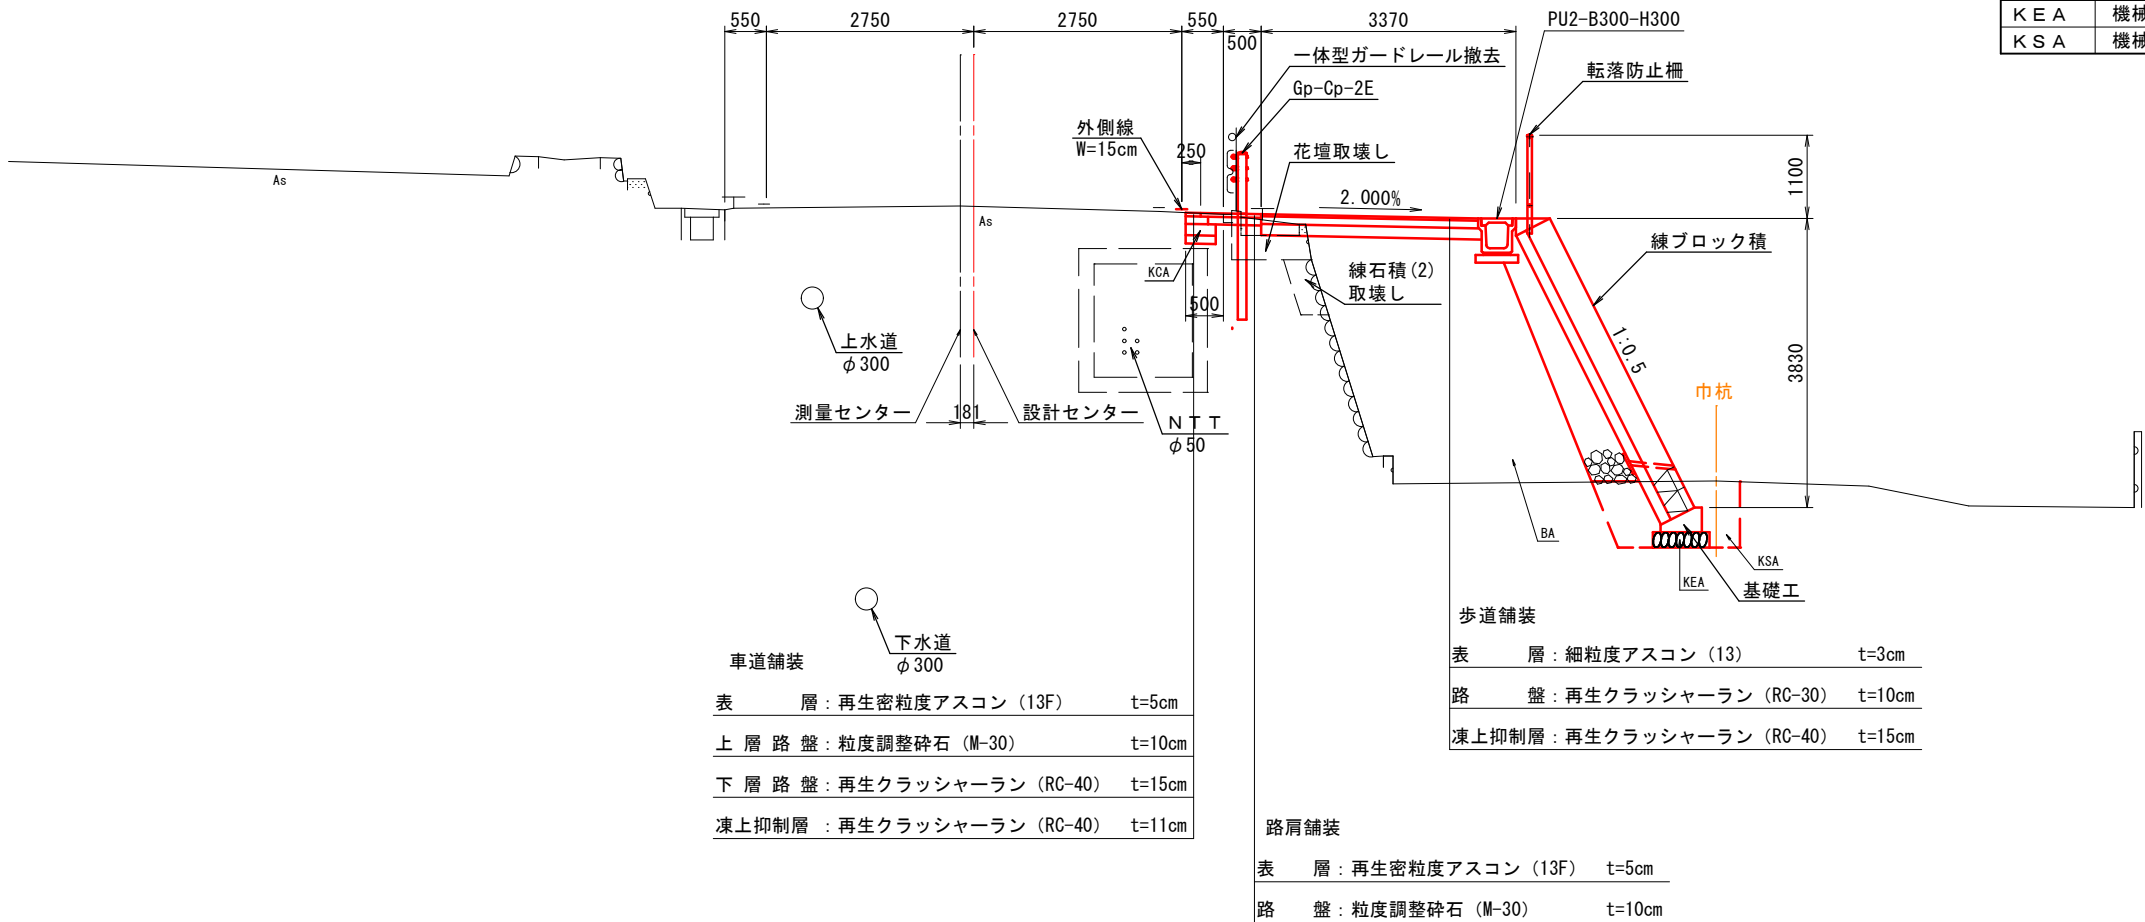 550
2750
2750
550
500
3370
PU2-B300-H300
KEA 機械
KSA 機械
一体型ガードレール撤去
Gp-Cp-2E
転落防止柵
外側線
W=15cm
250
花壇取壊し
2.000%
1100
As
As
練ブロック積
KCA
練石積(2)
取壊し
500
1:0.5
3830
上水道
φ300
巾杭
測量センター
181
設計センター
NTT
φ50
BA
KSA
KEA
基礎工
下水道
φ300
歩道舗装
表 層:細粒度アスコン (13) t=3cm
路 盤:再生クラッシャーラン (RC-30) t=10cm
凍上抑制層:再生クラッシャーラン (RC-40) t=15cm
車道舗装
表 層:再生密粒度アスコン (13F) t=5cm
上層路盤:粒度調整砕石 (M-30) t=10cm
下層路盤:再生クラッシャーラン (RC-40) t=15cm
凍上抑制層 :再生クラッシャーラン (RC-40) t=11cm
路肩舗装
表 層:再生密粒度アスコン (13F) t=5cm
路 盤:粒度調整砕石 (M-30) t=10cm